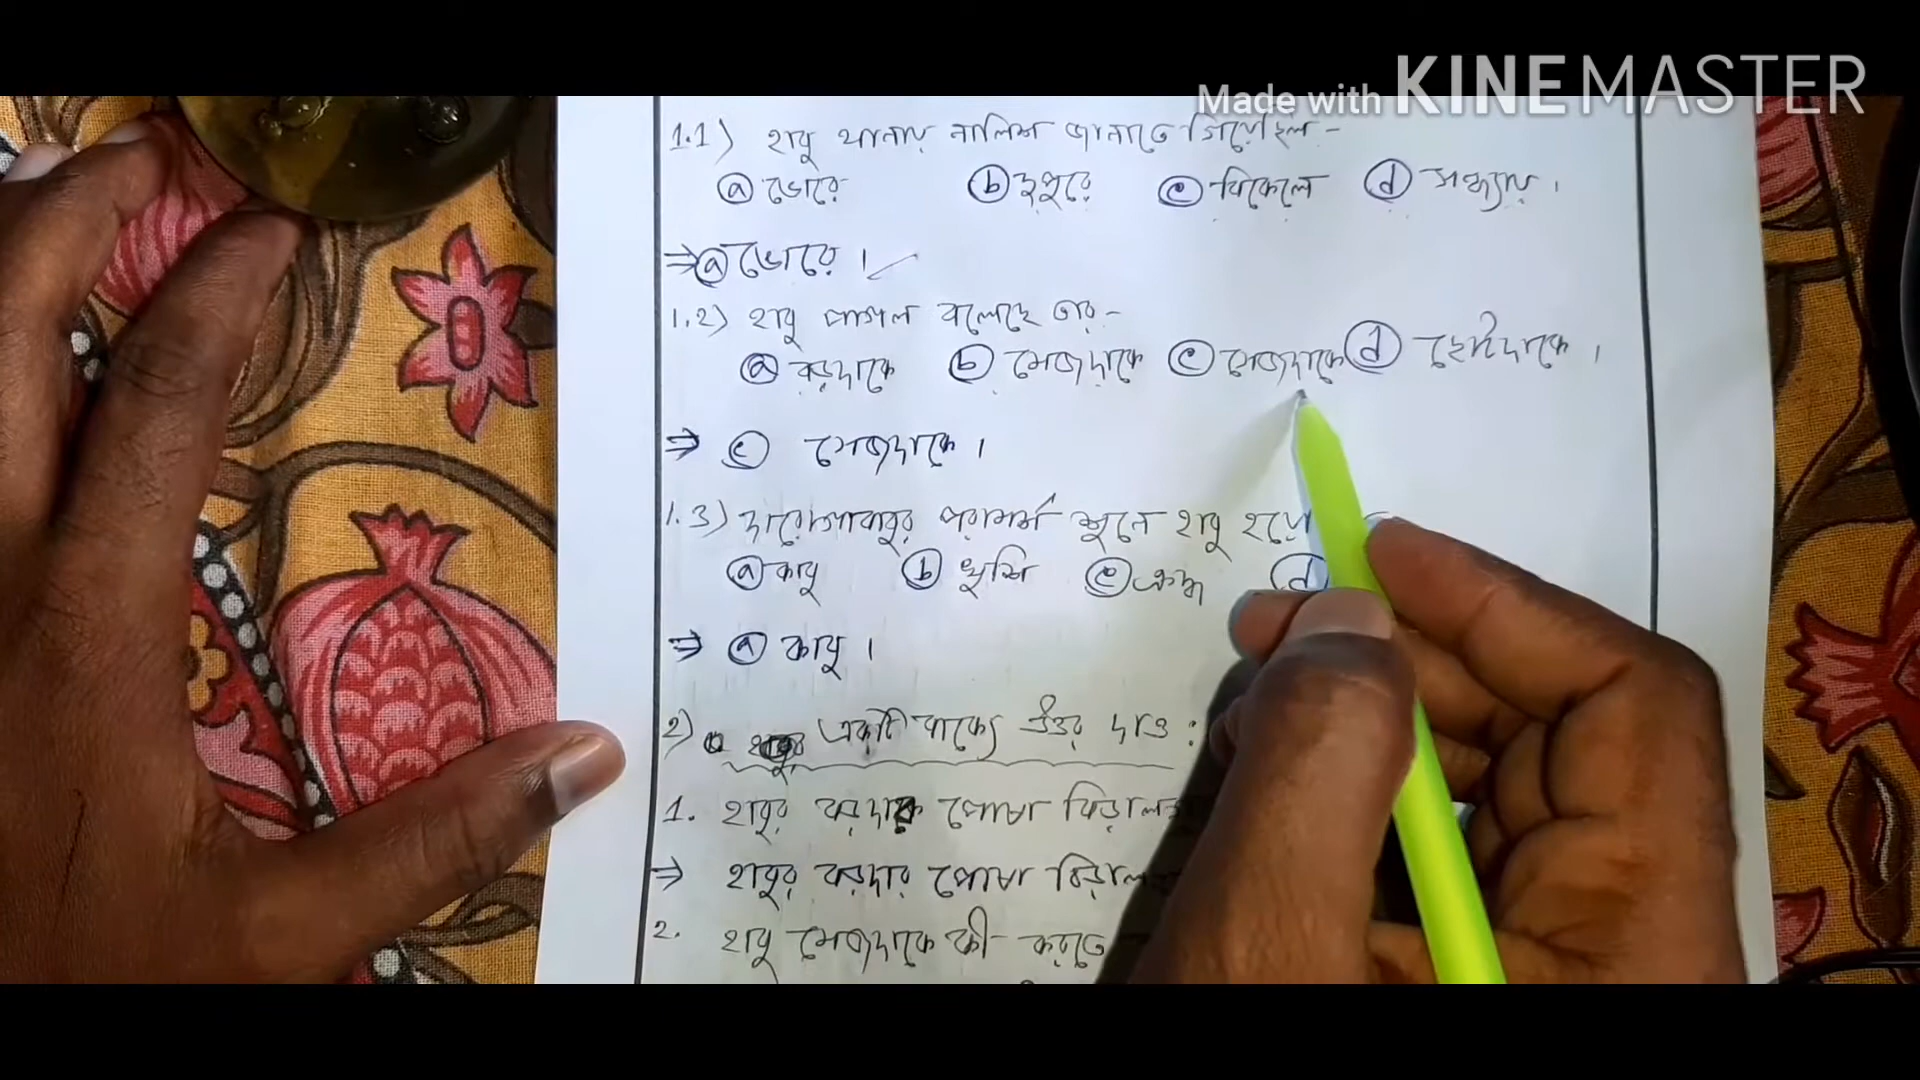 Made with KINEMASTER
1.1) হাবু থানায় নালিশ জানাতে গিয়েছিল -
a ভোরে b দুপুরে c বিকেলে d সন্ধ্যায়।
⇒ a ভোরে।
1.2) হাবু পাগল বলেছে তার -
a বড়দাকে b মেজদাকে c সেজদাকে d ছোটদাকে।
⇒ c সেজদাকে।
1.3) দারোগাবাবুর পরামর্শ শুনে হাবু হয়ে
a কাবু b খুশি c ক্রুদ্ধ d
⇒ a কাবু।
2) একটি বাক্যে উত্তর দাও :
1. হাবুর বড়দার পোষা বিড়াল
⇒ হাবুর বড়দার পোষা বিড়াল
2. হাবু মেজদাকে কী করতে